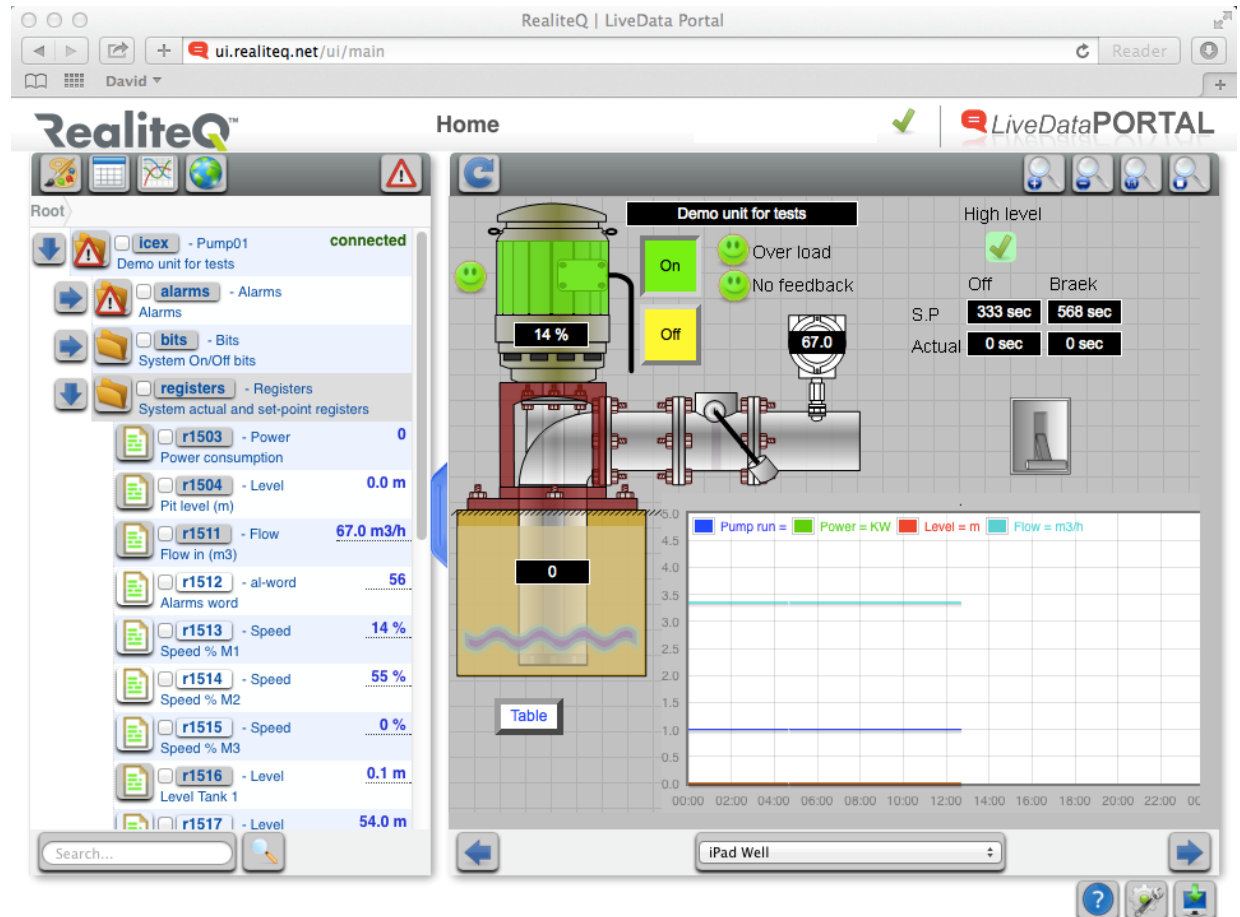 RealiteQ | LiveData Portal
ui.realiteq.net/ui/main
Reader
David
RealiteQ™
Home
LiveDataPORTAL
Root
icex - Pump01 connected
Demo unit for tests
alarms - Alarms
Alarms
bits - Bits
System On/Off bits
registers - Registers
System actual and set-point registers
r1503 - Power 0
Power consumption
r1504 - Level 0.0 m
Pit level (m)
r1511 - Flow 67.0 m3/h
Flow in (m3)
r1512 - al-word 56
Alarms word
r1513 - Speed 14 %
Speed % M1
r1514 - Speed 55 %
Speed % M2
r1515 - Speed 0 %
Speed % M3
r1516 - Level 0.1 m
Level Tank 1
r1517 - Level 54.0 m
Search...
Demo unit for tests
High level
On
Over load
No feedback
Off
14 %
67.0
Off Braek
S.P 333 sec 568 sec
Actual 0 sec 0 sec
0
Table
Pump run = Power = KW Level = m Flow = m3/h
5.0
4.5
4.0
3.5
3.0
2.5
2.0
1.5
1.0
0.5
0.0
00:00 02:00 04:00 06:00 08:00 10:00 12:00 14:00 16:00 18:00 20:00 22:00 00
iPad Well